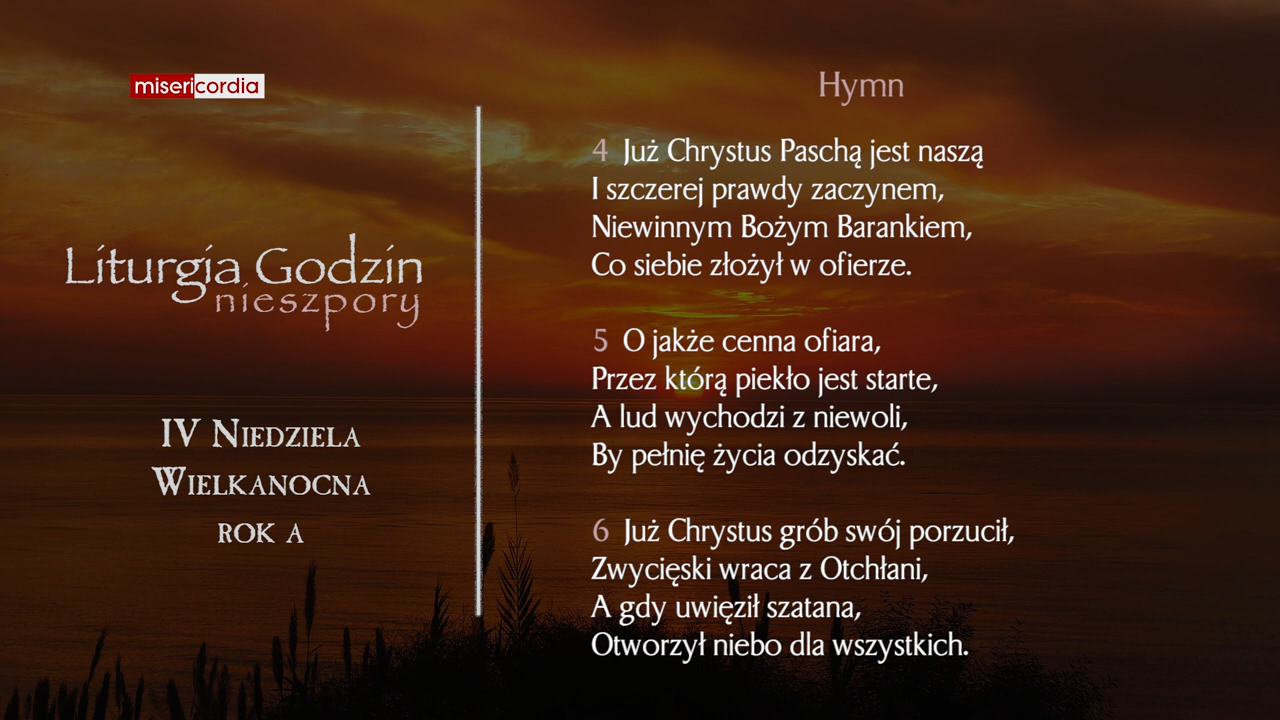 misericordia
Liturgia Godzin
nieszpory
IV Niedziela
Wielkanocna
rok A
Hymn
4 Już Chrystus Paschą jest naszą
I szczerej prawdy zaczynem,
Niewinnym Bożym Barankiem,
Co siebie złożył w ofierze.
5 O jakże cenna ofiara,
Przez którą piekło jest starte,
A lud wychodzi z niewoli,
By pełnię życia odzyskać.
6 Już Chrystus grób swój porzucił,
Zwycięski wraca z Otchłani,
A gdy uwięził szatana,
Otworzył niebo dla wszystkich.